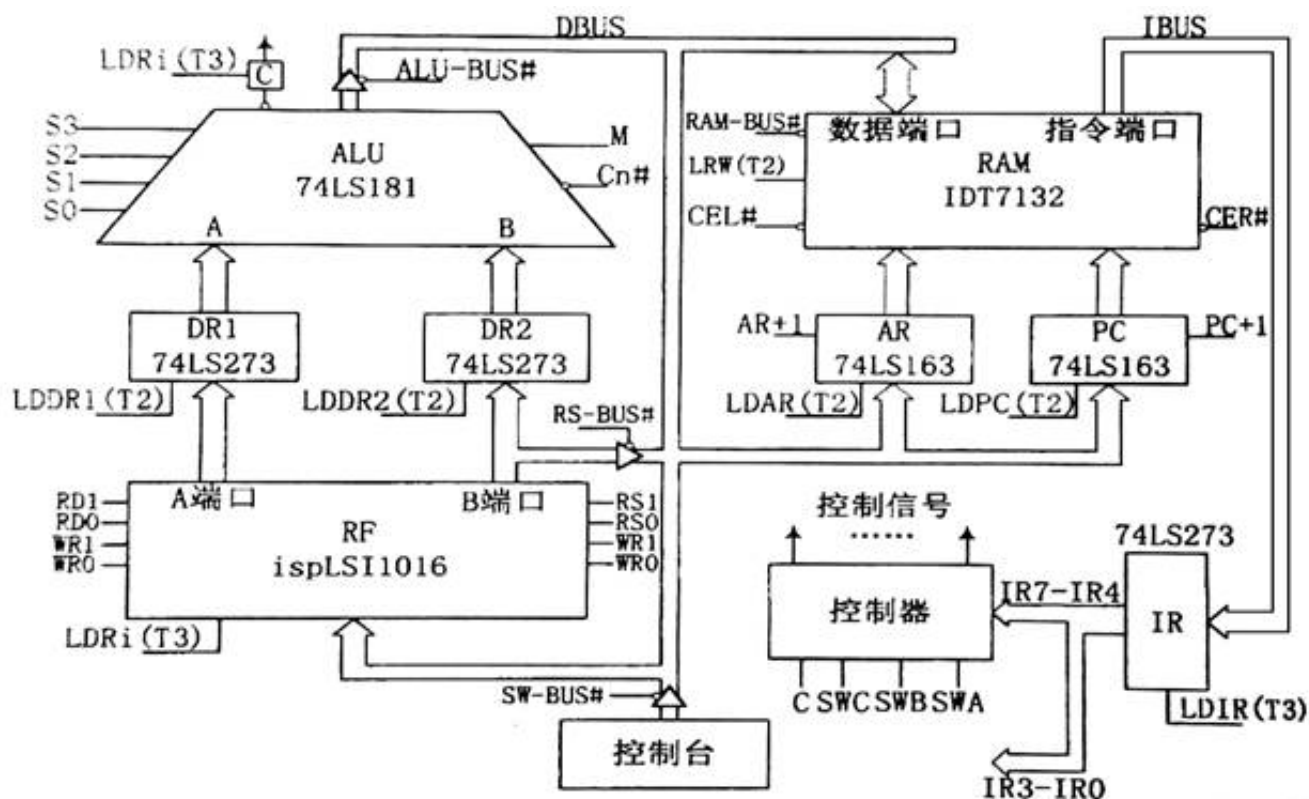 DBUS
IBUS
LDRi(T3)
C
ALU-BUS#
S3
S2
S1
S0
ALU
74LS181
M
Cn#
A
B
RAM-BUS#
LRW(T2)
CEL#
数据端口
指令端口
RAM
IDT7132
CER#
DR1
74LS273
DR2
74LS273
AR+1
AR
74LS163
PC
74LS163
PC+1
LDDR1(T2)
LDDR2(T2)
RS-BUS#
LDAR(T2)
LDPC(T2)
RD1
RD0
WR1
WR0
A端口
B端口
RF
ispLSI1016
RS1
RS0
WR1
WR0
LDRi(T3)
控制信号
……
控制器
C
SWC
SWB
SWA
74LS273
IR7-IR4
IR
LDIR(T3)
IR3-IR0
SW-BUS#
控制台